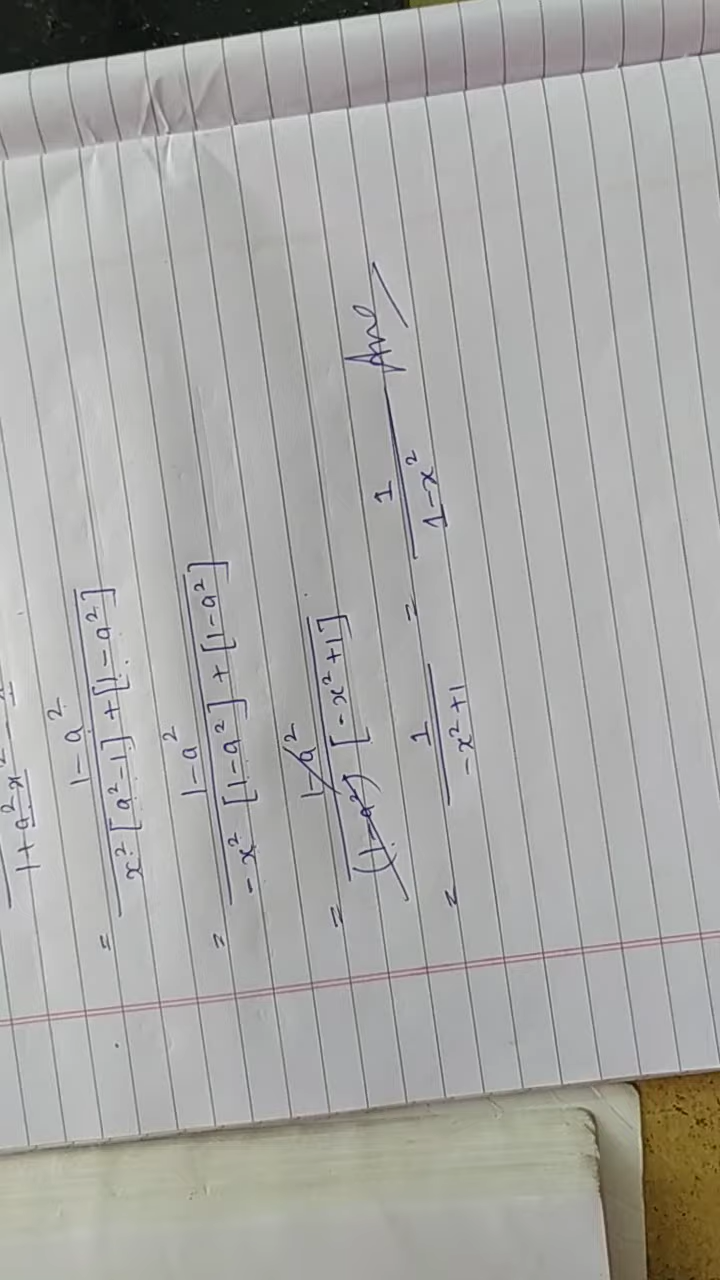 1 + a²x² -
1 - a²
= x² [a² - 1] + [1 - a²]
1 - a²
= - x² [1 - a²] + [1 - a²]
1 - a²
= (1 - a²) [- x² + 1]
1 1
= - x² + 1 = 1 - x² Ans